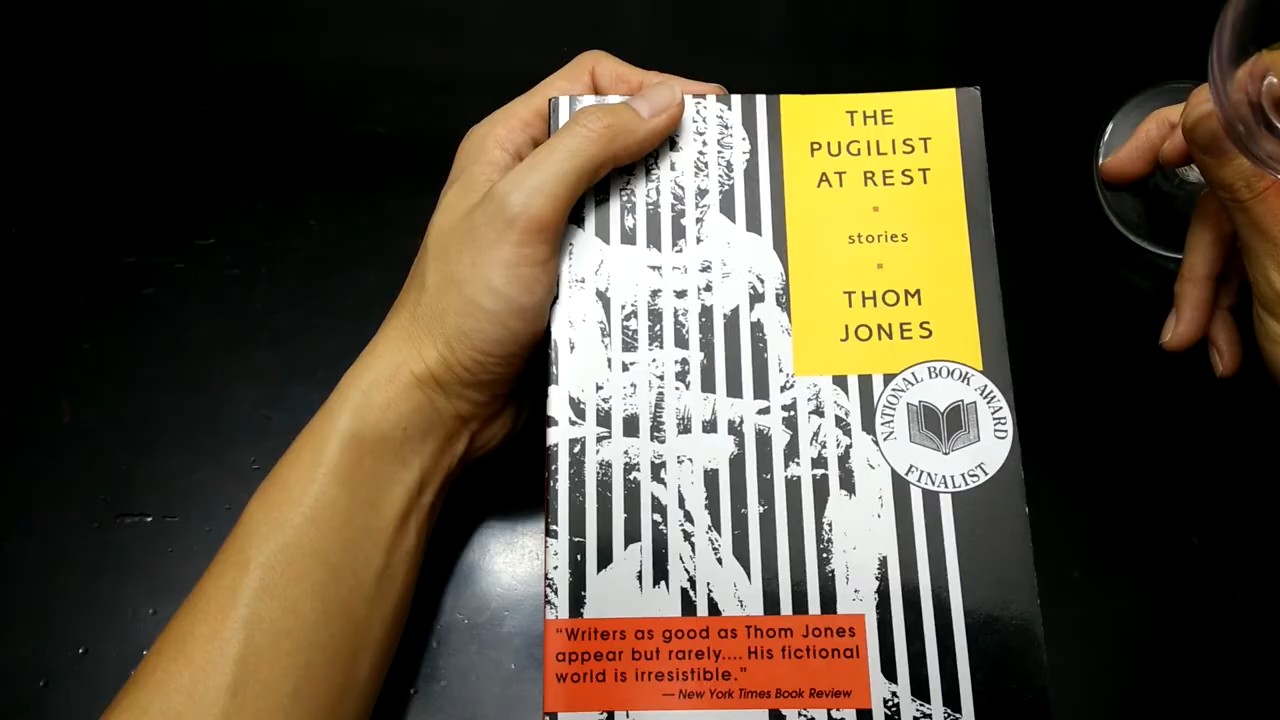 THE
PUGILIST
AT REST
stories
THOM
JONES
NATIONAL BOOK AWARD
FINALIST
“Writers as good as Thom Jones
appear but rarely.... His fictional
world is irresistible.”
— New York Times Book Review